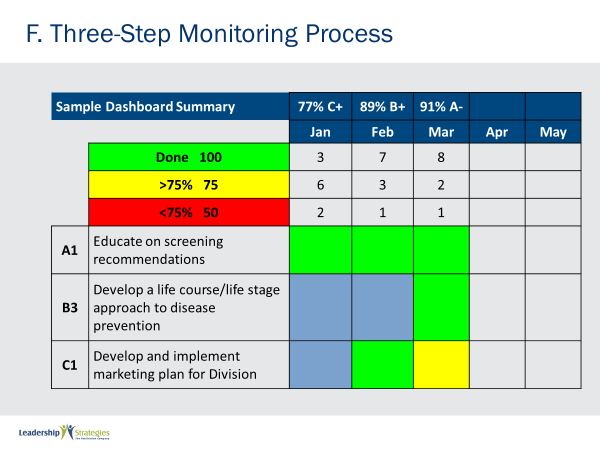 F. Three-Step Monitoring Process
Sample Dashboard Summary 77% C+ 89% B+ 91% A-
Jan Feb Mar Apr May
Done 100 3 7 8
>75% 75 6 3 2
<75% 50 2 1 1
A1 Educate on screening
recommendations
B3 Develop a life course/life stage
approach to disease
prevention
C1 Develop and implement
marketing plan for Division
Leadership Strategies
The Facilitation Company